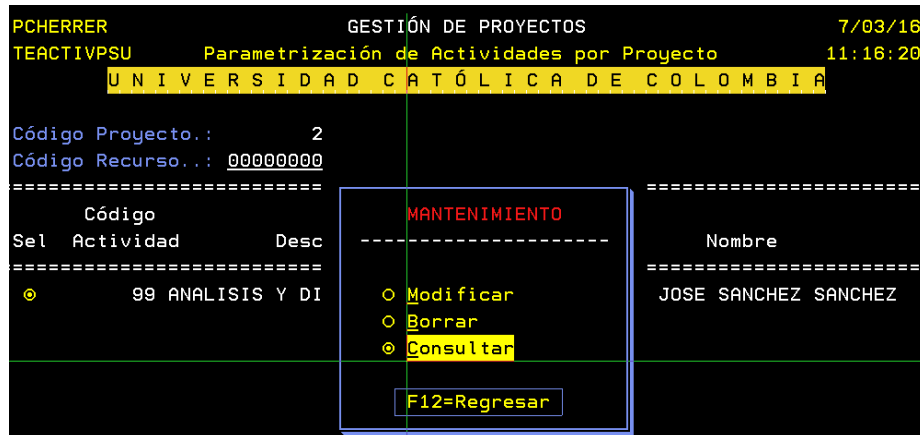 PCHERRER GESTIÓN DE PROYECTOS 7/03/16
TEACTIVPSU Parametrización de Actividades por Proyecto 11:16:20
U N I V E R S I D A D C A T Ó L I C A D E C O L O M B I A
Código Proyecto.: 2
Código Recurso..: 00000000
================================ ============================
Código MANTENIMIENTO
Sel Actividad Desc --------------------- Nombre
================================ ============================
99 ANALISIS Y DI Modificar JOSE SANCHEZ SANCHEZ
Borrar
Consultar
F12=Regresar